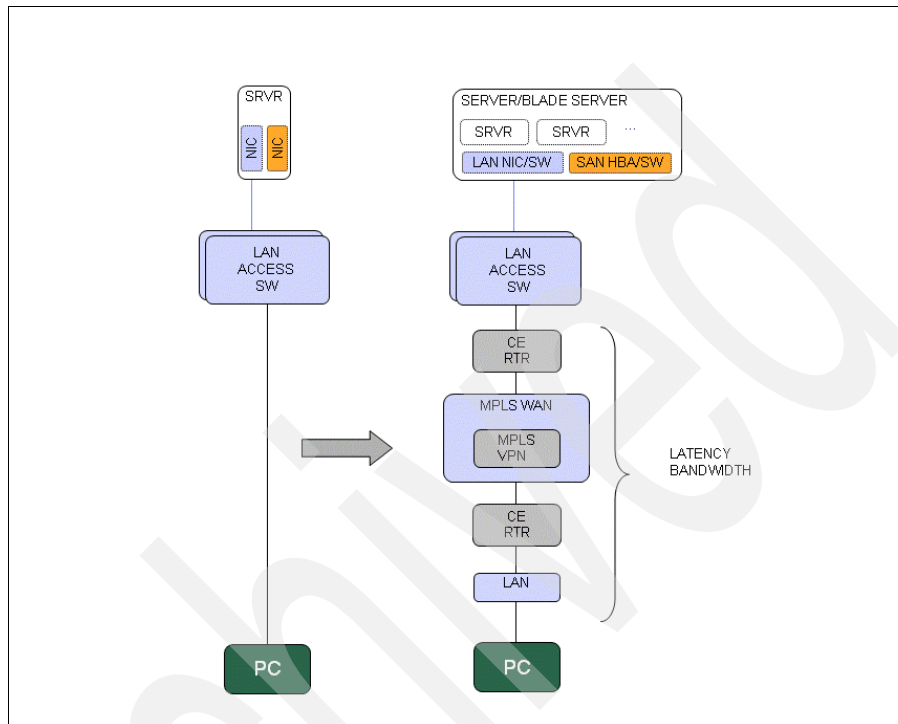 SRVR
NIC
NIC
LAN
ACCESS
SW
PC
SERVER/BLADE SERVER
SRVR
SRVR
...
LAN NIC/SW
SAN HBA/SW
LAN
ACCESS
SW
CE
RTR
MPLS WAN
MPLS
VPN
CE
RTR
LAN
PC
LATENCY
BANDWIDTH
hived